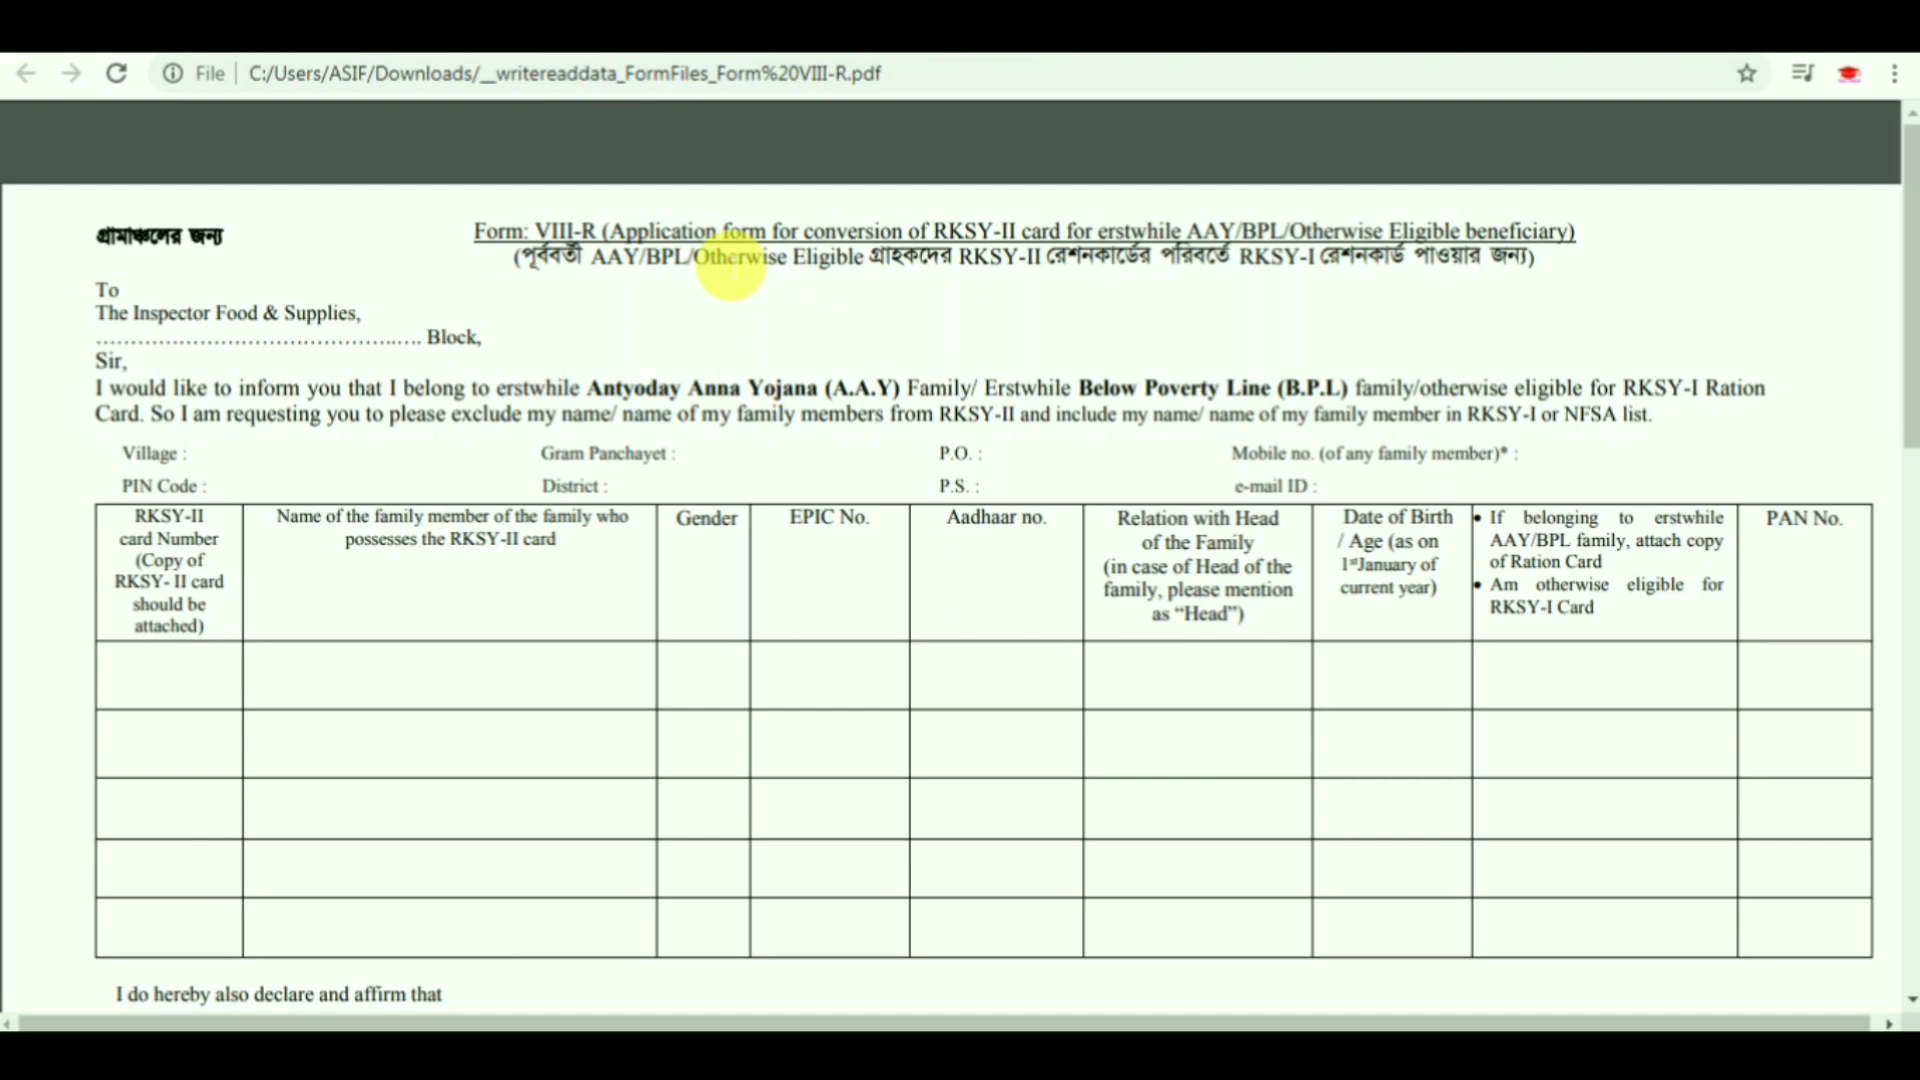 File | C:/Users/ASIF/Downloads/__writereaddata_FormFiles_Form%20VIII-R.pdf
গ্রামাঞ্চলের জন্য
Form: VIII-R (Application form for conversion of RKSY-II card for erstwhile AAY/BPL/Otherwise Eligible beneficiary)
(পূর্ববর্তী AAY/BPL/Otherwise Eligible গ্রাহকদের RKSY-II রেশনকার্ডের পরিবর্তে RKSY-I রেশনকার্ড পাওয়ার জন্য)
To
The Inspector Food & Supplies,
............................................... Block,
Sir,
I would like to inform you that I belong to erstwhile Antyoday Anna Yojana (A.A.Y) Family/ Erstwhile Below Poverty Line (B.P.L) family/otherwise eligible for RKSY-I Ration
Card. So I am requesting you to please exclude my name/ name of my family members from RKSY-II and include my name/ name of my family member in RKSY-I or NFSA list.
Village : Gram Panchayet : P.O. : Mobile no. (of any family member)* :
PIN Code : District : P.S. : e-mail ID :
RKSY-II
card Number
(Copy of
RKSY- II card
should be
attached)
Name of the family member of the family who
possesses the RKSY-II card
Gender
EPIC No.
Aadhaar no.
Relation with Head
of the Family
(in case of Head of the
family, please mention
as “Head”)
Date of Birth
/ Age (as on
1st January of
current year)
• If belonging to erstwhile
AAY/BPL family, attach copy
of Ration Card
• Am otherwise eligible for
RKSY-I Card
PAN No.
I do hereby also declare and affirm that